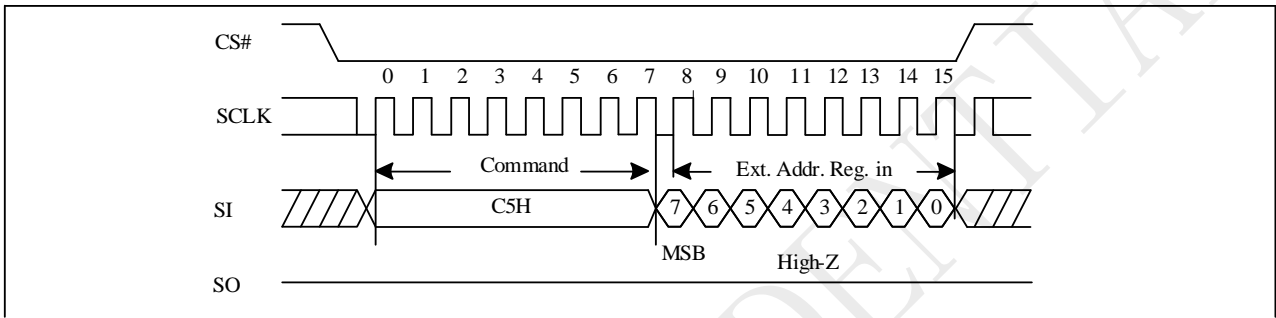 CS#
0 1 2 3 4 5 6 7 8 9 10 11 12 13 14 15
SCLK
Command Ext. Addr. Reg. in
SI C5H 7 6 5 4 3 2 1 0
MSB High-Z
SO